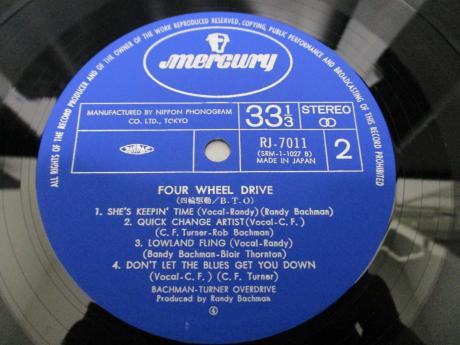 ALL RIGHTS OF THE RECORD PRODUCER AND OF THE OWNER OF THE WORK REPRODUCED RESERVED. COPYING, PUBLIC PERFORMANCE AND BROADCASTING OF THIS RECORD PROHIBITED
mercury
MANUFACTURED BY NIPPON PHONOGRAM CO. LTD., TOKYO
33 1/3
STEREO
RJ-7011
(SRM-1-1027 B)
MADE IN JAPAN
2
FOUR WHEEL DRIVE
(四輪駆動/B.T.O)
1. SHE'S KEEPIN' TIME (Vocal-Randy) (Randy Bachman)
2. QUICK CHANGE ARTIST (Vocal-C. F.)
(C. F. Turner-Rob Bachman)
3. LOWLAND FLING (Vocal-Randy)
(Bandy Bachman-Blair Thornton)
4. DON'T LET THE BLUES GET YOU DOWN
(Vocal-C. F.) (C. F. Turner)
BACHMAN-TURNER OVERDRIVE
Produced by Randy Bachman